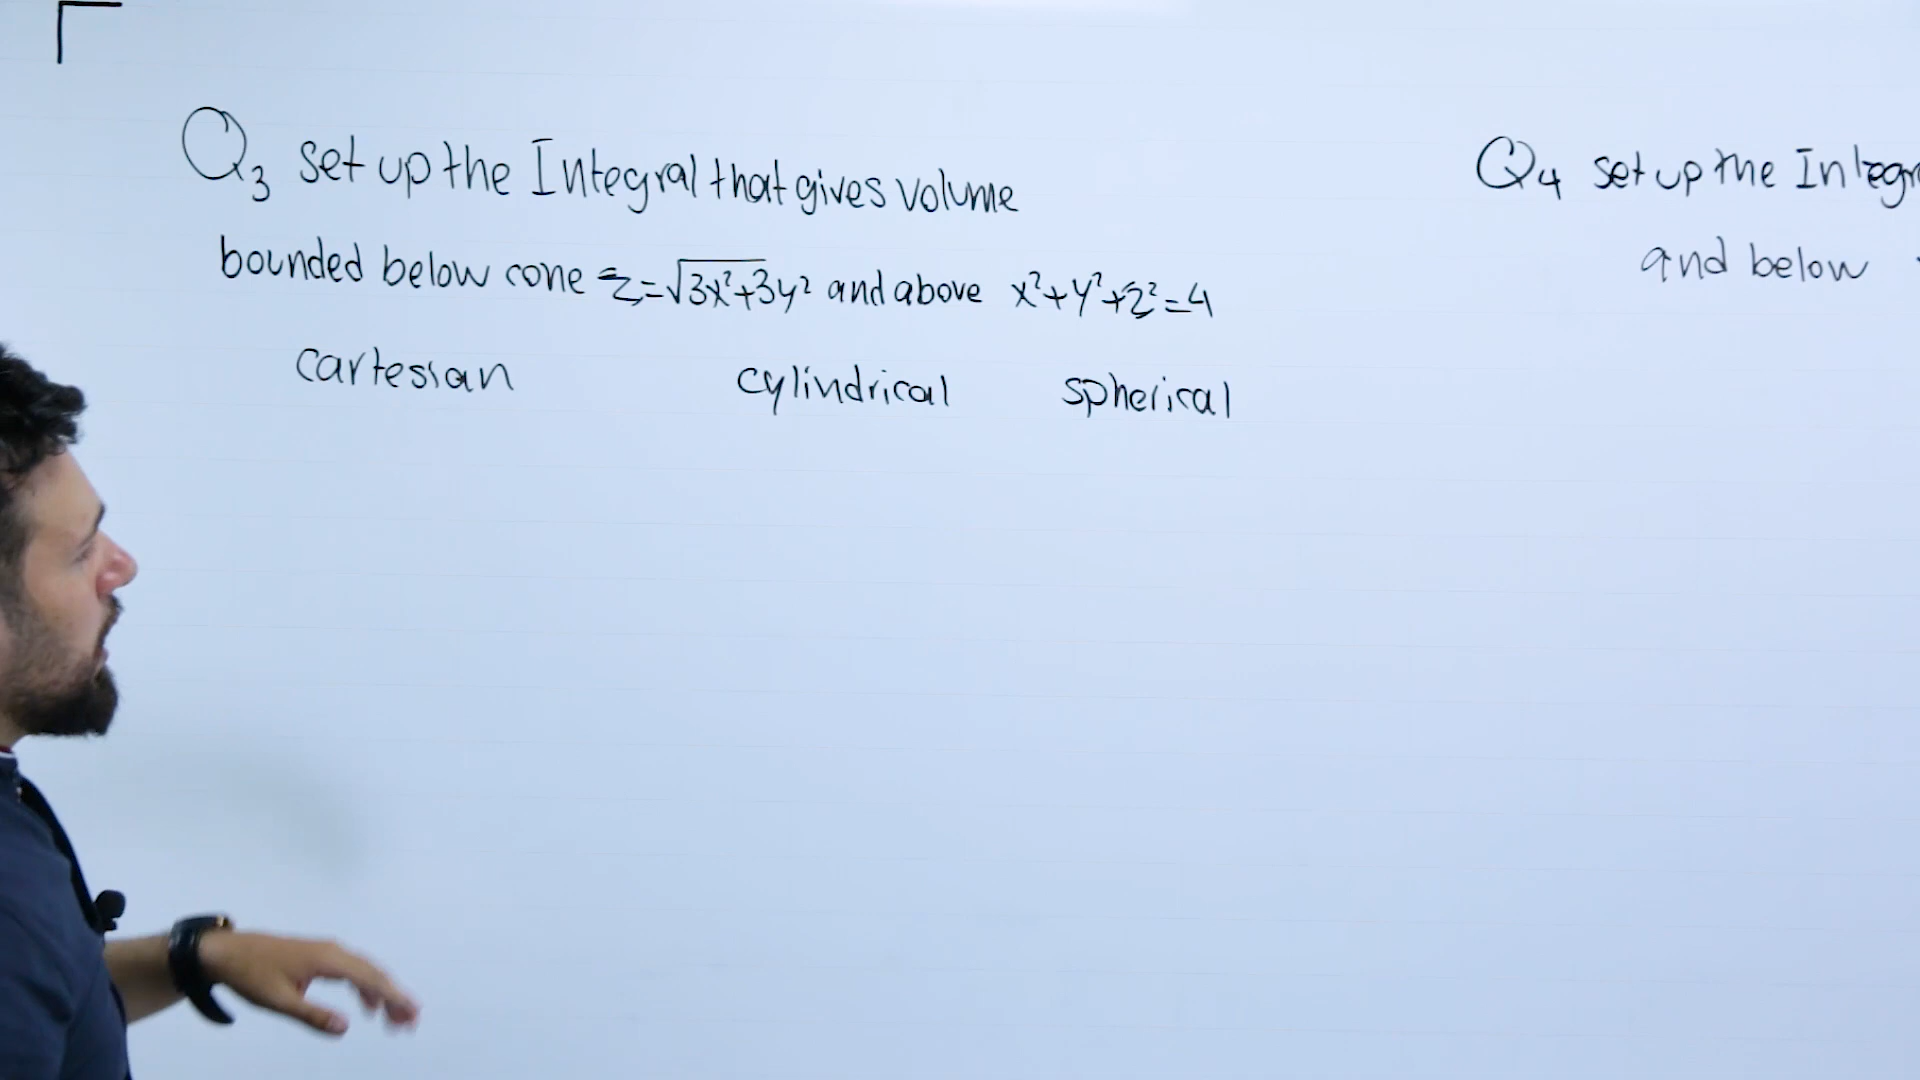 Q3 set up the Integral that gives volume
bounded below cone z=√3x²+3y² and above x²+y²+z²=4
cartesian cylindrical spherical
Q4 set up the Integr
and below